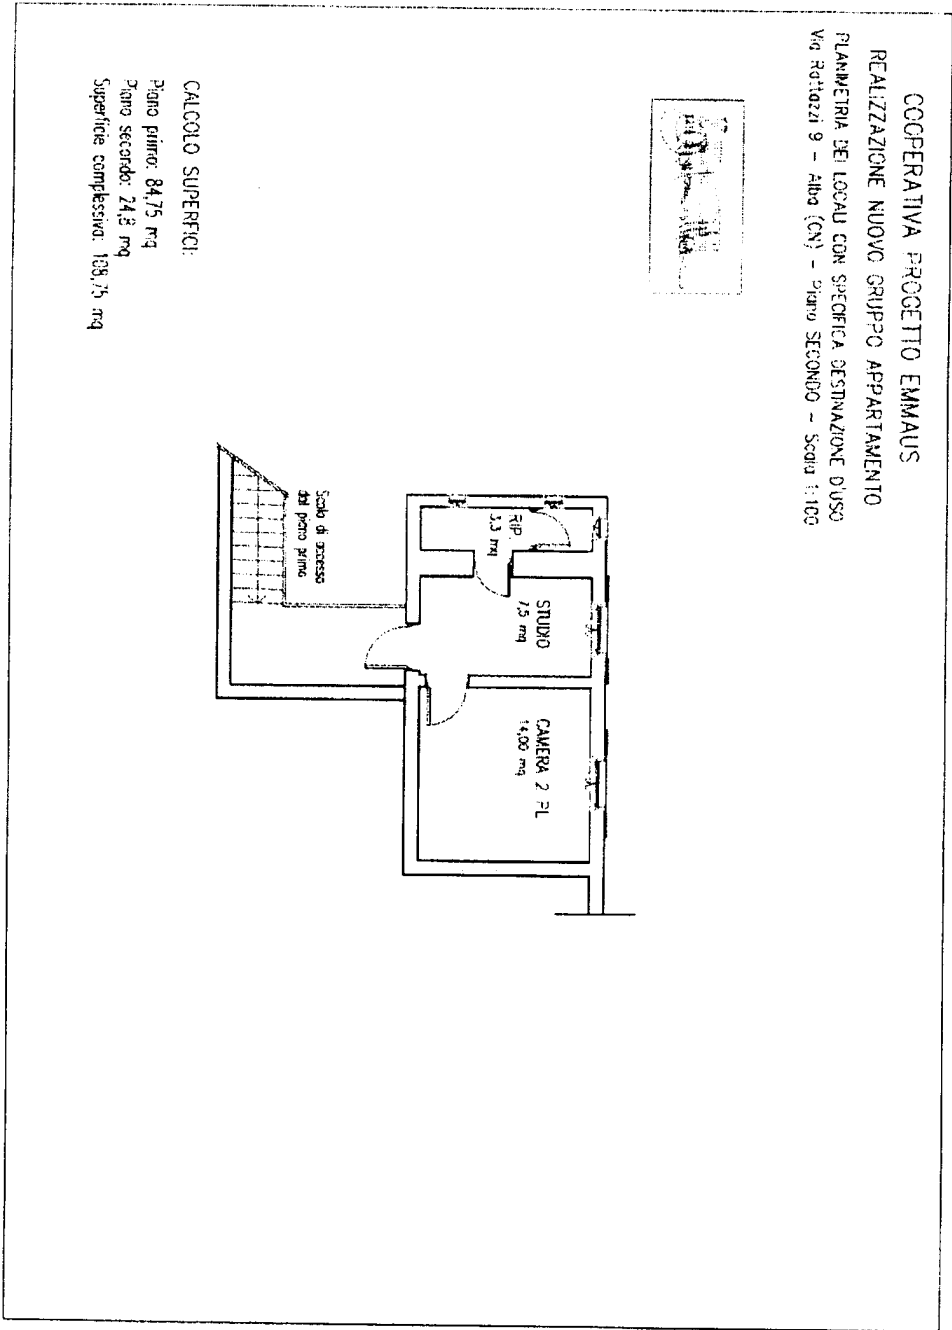 COOPERATIVA PROGETTO EMMAUS
REALIZZAZIONE NUOVO GRUPPO APPARTAMENTO
PLANIMETRIA DEI LOCALI CON SPECIFICA DESTINAZIONE D'USO
Via Rattazzi 9 - Alba (CN) - Piano SECONDO - Scala 1:100
RIP
3,3 mq
STUDIO
7,5 mq
CAMERA 2 PL
14,00 mq
Scala di accesso
dal piano primo
CALCOLO SUPERFICI:
Piano primo: 84,75 mq
Piano secondo: 24,8 mq
Superficie complessiva: 108,75 mq